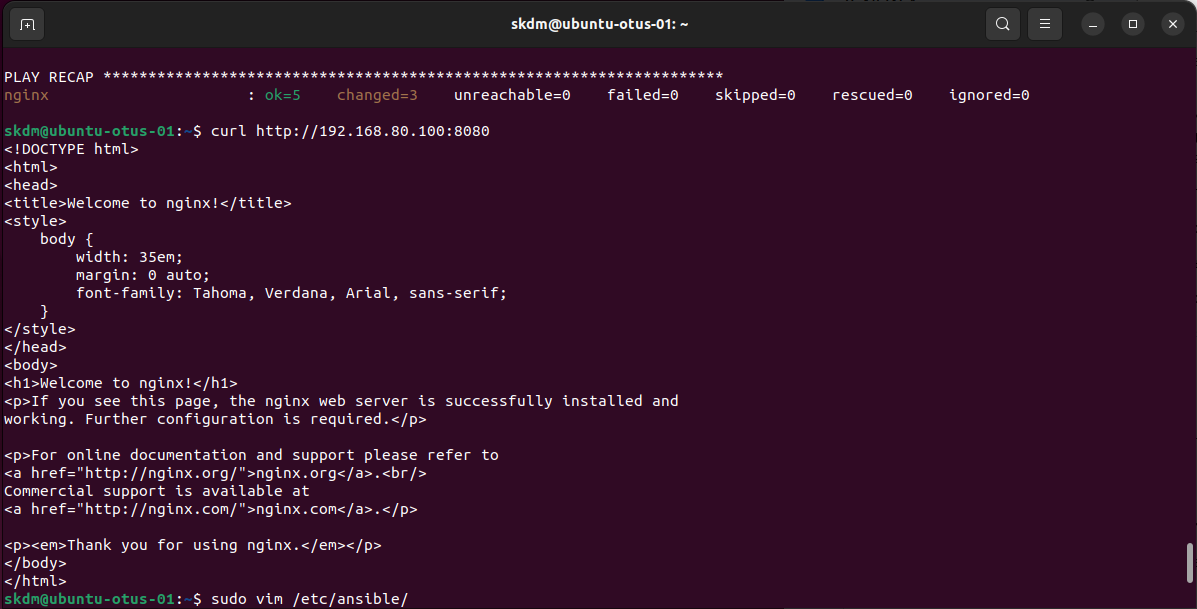 skdm@ubuntu-otus-01: ~
PLAY RECAP *********************************************************************
nginx                      : ok=5    changed=3    unreachable=0    failed=0    skipped=0    rescued=0    ignored=0
skdm@ubuntu-otus-01:~$ curl http://192.168.80.100:8080
<!DOCTYPE html>
<html>
<head>
<title>Welcome to nginx!</title>
<style>
    body {
        width: 35em;
        margin: 0 auto;
        font-family: Tahoma, Verdana, Arial, sans-serif;
    }
</style>
</head>
<body>
<h1>Welcome to nginx!</h1>
<p>If you see this page, the nginx web server is successfully installed and
working. Further configuration is required.</p>
<p>For online documentation and support please refer to
<a href="http://nginx.org/">nginx.org</a>.<br/>
Commercial support is available at
<a href="http://nginx.com/">nginx.com</a>.</p>
<p><em>Thank you for using nginx.</em></p>
</body>
</html>
skdm@ubuntu-otus-01:~$ sudo vim /etc/ansible/